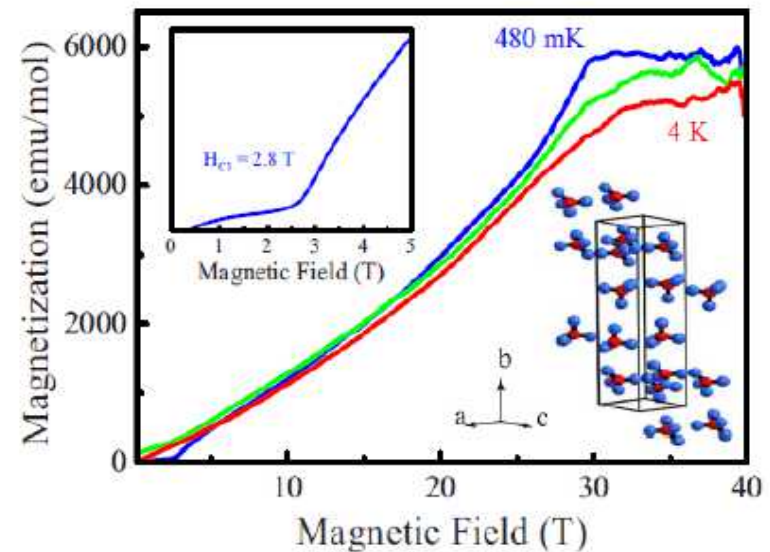 Magnetization (emu/mol)
6000
4000
2000
0
480 mK
4 K
H_C1 = 2.8 T
0 1 2 3 4 5
Magnetic Field (T)
b
a c
10 20 30 40
Magnetic Field (T)